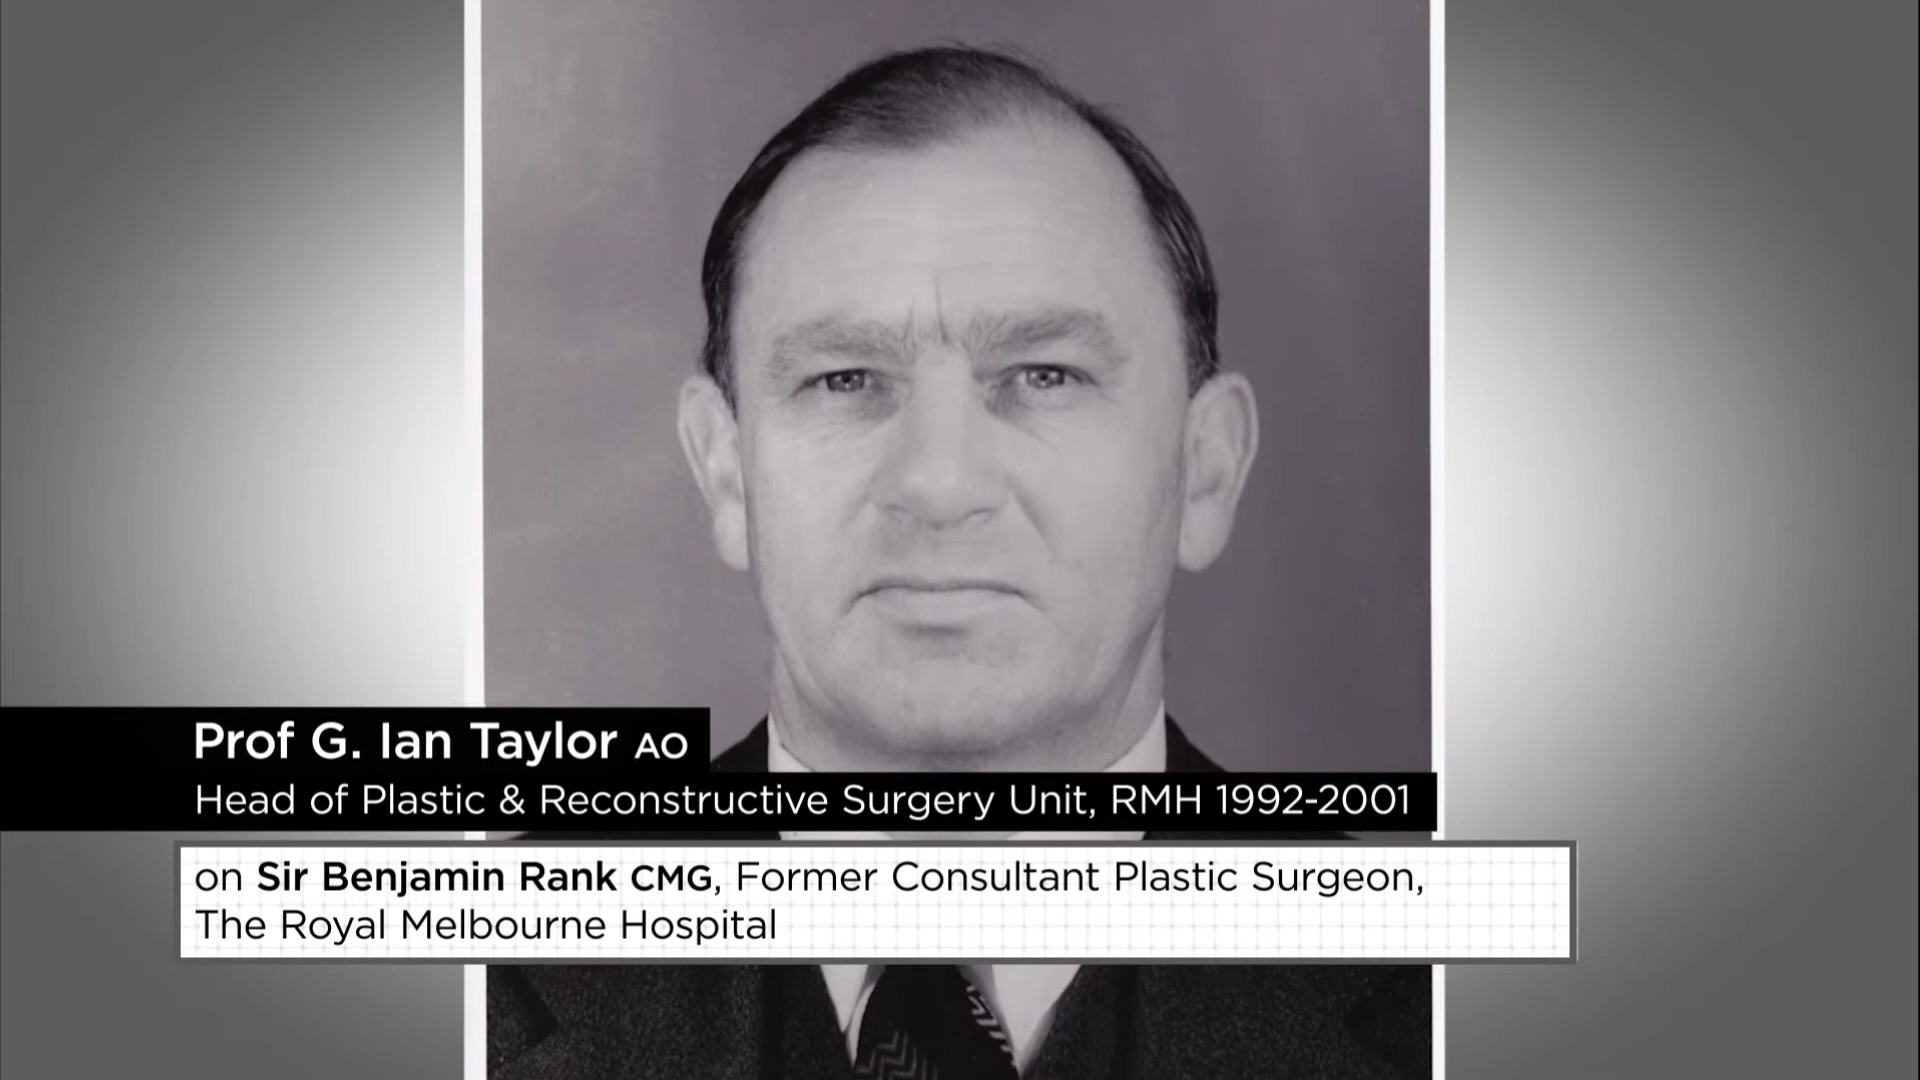 Prof G. Ian Taylor AO
Head of Plastic & Reconstructive Surgery Unit, RMH 1992-2001
on Sir Benjamin Rank CMG, Former Consultant Plastic Surgeon,
The Royal Melbourne Hospital